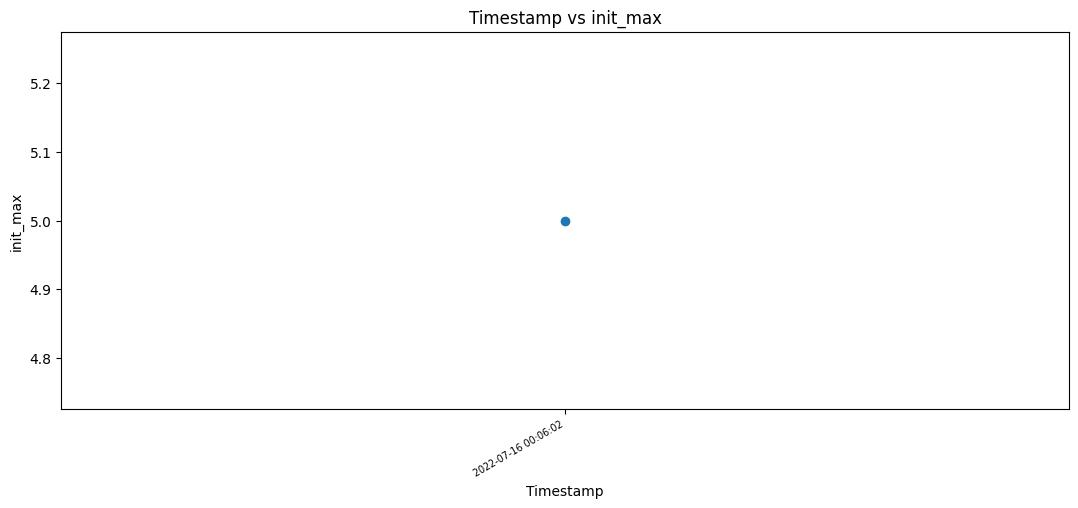 Timestamp vs init_max
5.2
5.1
5.0
4.9
4.8
init_max
2022-07-16 00:06:02
Timestamp